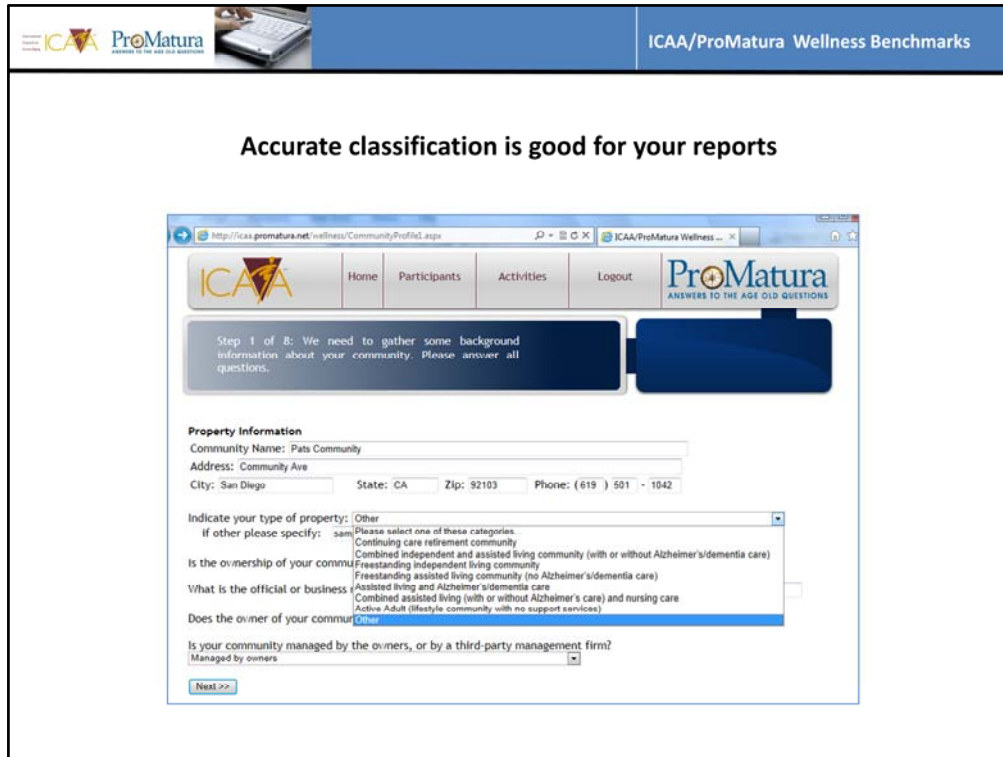 ICAA ProMatura
ANSWERS TO THE AGE OLD QUESTIONS
ICAA/ProMatura Wellness Benchmarks
Accurate classification is good for your reports
http://icaa.promatura.net/wellness/CommunityProfile1.aspx
ICAA/ProMatura Wellness ...
ICAA
Home Participants Activities Logout
ProMatura
ANSWERS TO THE AGE OLD QUESTIONS
Step 1 of 8: We need to gather some background
information about your community. Please answer all
questions.
Property Information
Community Name: Pats Community
Address: Community Ave
City: San Diego State: CA Zip: 92103 Phone: ( 619 ) 501 - 1042
Indicate your type of property: Other
If other please specify: sam
Please select one of these categories.
Continuing care retirement community
Combined independent and assisted living community (with or without Alzheimer's/dementia care)
Is the ownership of your commu
Freestanding independent living community
Freestanding assisted living community (no Alzheimer's/dementia care)
What is the official or business
Assisted living and Alzheimer's/dementia care
Combined assisted living (with or without Alzheimer's care) and nursing care
Active Adult (lifestyle community with no support services)
Does the owner of your commun
Other
Is your community managed by the owners, or by a third-party management firm?
Managed by owners
Next >>